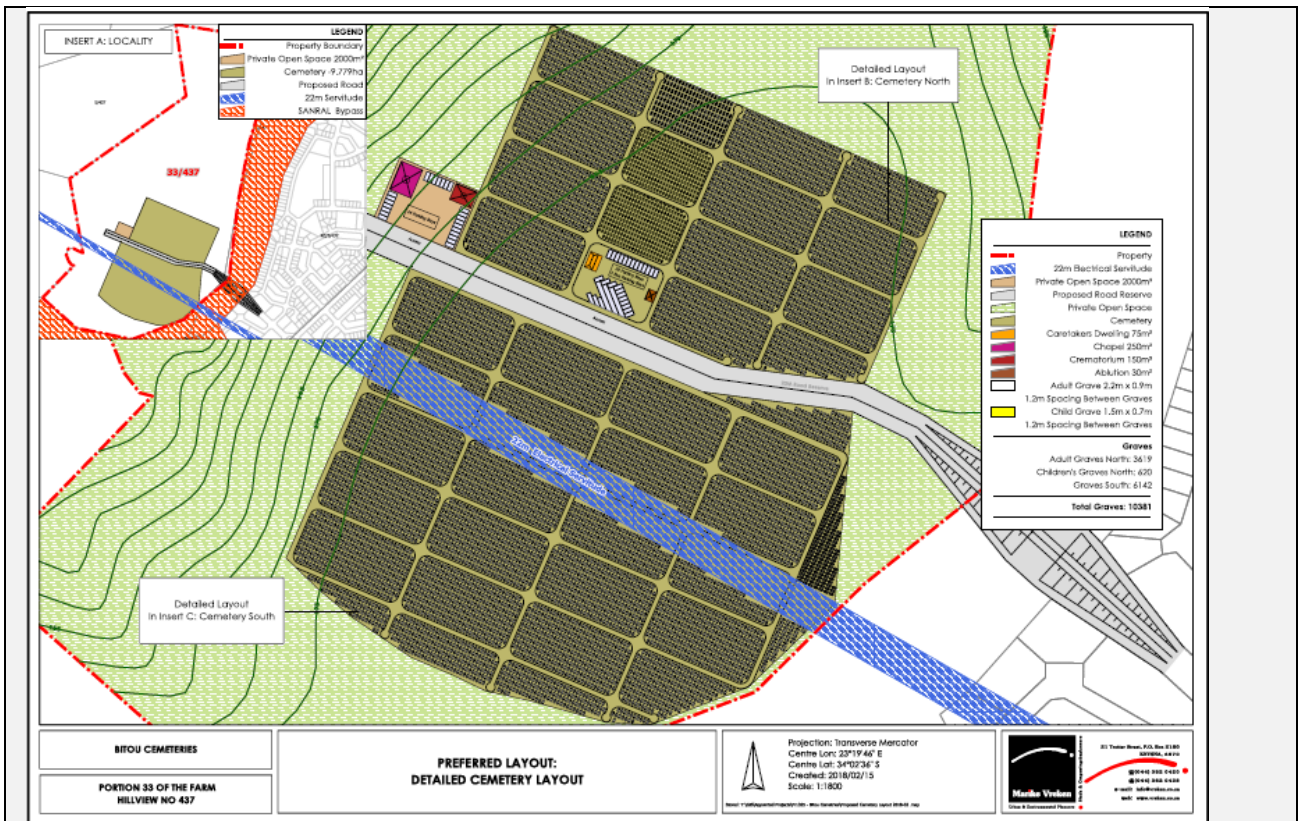 INSERT A: LOCALITY
LEGEND
Property Boundary
Private Open Space 2000m²
Cemetery -9,779ha
Proposed Road
22m Servitude
SANRAL Bypass
33/437
Detailed Layout
In Insert B: Cemetery North
LEGEND
Property
22m Electrical Servitude
Private Open Space 2000m²
Proposed Road Reserve
Private Open Space
Cemetery
Caretakers Dwelling 75m²
Chapel 250m²
Crematorium 150m²
Ablution 30m²
Adult Grave 2,2m x 0.9m
1.2m Spacing Between Graves
Child Grave 1.5m x 0.7m
1.2m Spacing Between Graves
Graves
Adult Graves North: 3619
Children's Graves North: 620
Graves South: 6142
Total Graves: 10381
22m Electrical Servitude
Detailed Layout
In Insert C: Cemetery South
BITOU CEMETERIES
PORTION 33 OF THE FARM
HILLVIEW NO 437
PREFERRED LAYOUT:
DETAILED CEMETERY LAYOUT
Projection: Transverse Mercator
Centre Lon: 23°19'46" E
Centre Lat: 34°02'36" S
Created: 2018/02/15
Scale: 1:1800
Marike Vreken